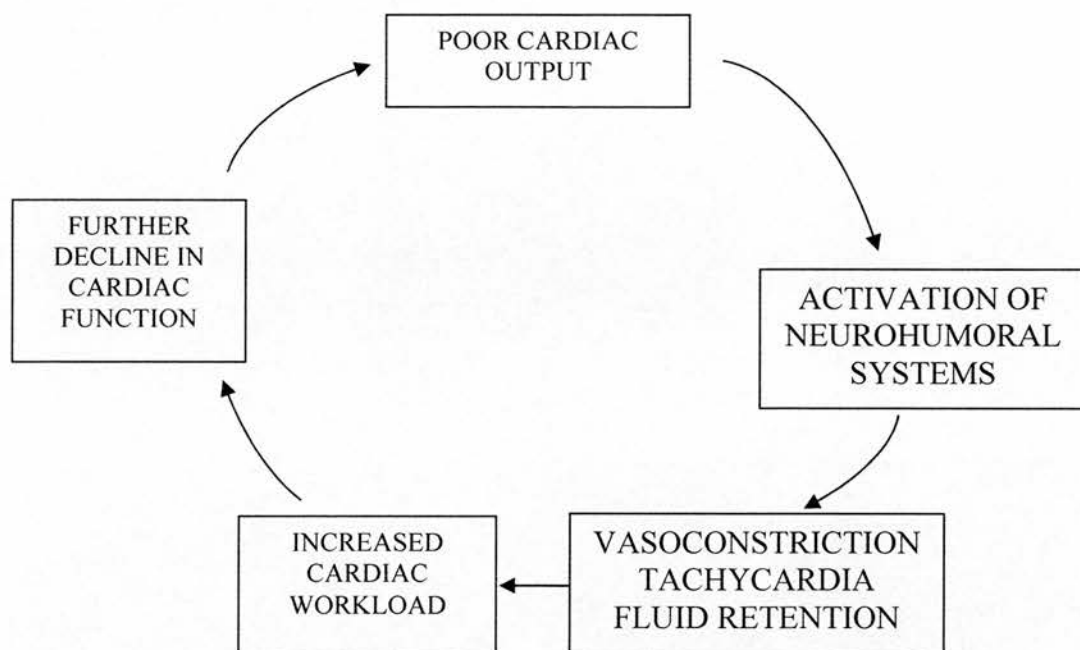 POOR CARDIAC
OUTPUT
ACTIVATION OF
NEUROHUMORAL
SYSTEMS
VASOCONSTRICTION
TACHYCARDIA
FLUID RETENTION
INCREASED
CARDIAC
WORKLOAD
FURTHER
DECLINE IN
CARDIAC
FUNCTION